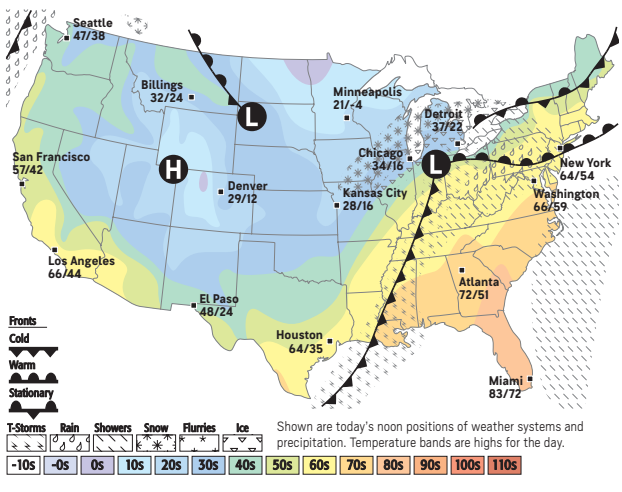 Seattle
47/38
Billings
32/24
Minneapolis
21/-4
L
Detroit
37/22
San Francisco
57/42
H
Chicago
34/16
L
New York
64/54
Denver
29/12
Kansas City
28/16
Washington
66/59
Los Angeles
66/44
El Paso
48/24
Atlanta
72/51
Houston
64/35
Miami
83/72
Fronts
Cold
Warm
Stationary
T-Storms Rain Showers Snow Flurries Ice
Shown are today's noon positions of weather systems and
precipitation. Temperature bands are highs for the day.
-10s -0s 0s 10s 20s 30s 40s 50s 60s 70s 80s 90s 100s 110s